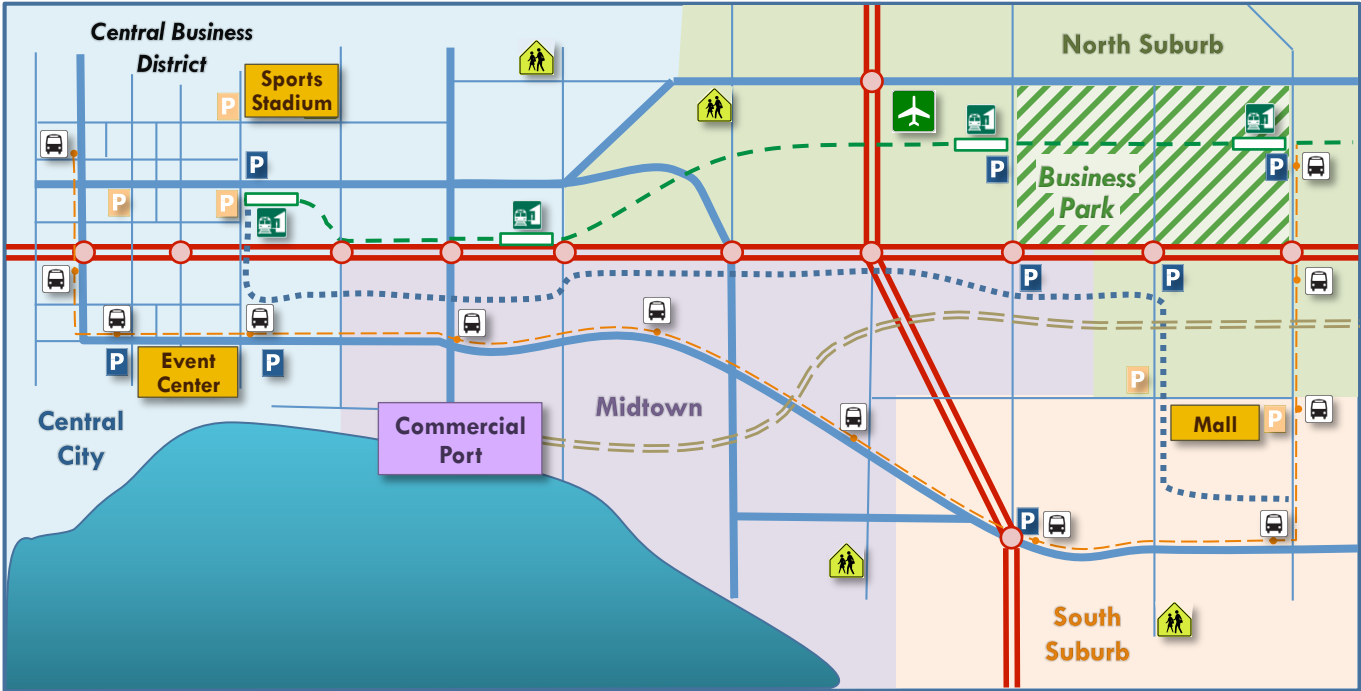 Central Business
District
North Suburb
Sports
Stadium
P
P
P
P
P
P
Business
Park
P
P
P
P
Event
Center
P
P
Central
City
Commercial
Port
Midtown
Mall
P
P
South
Suburb